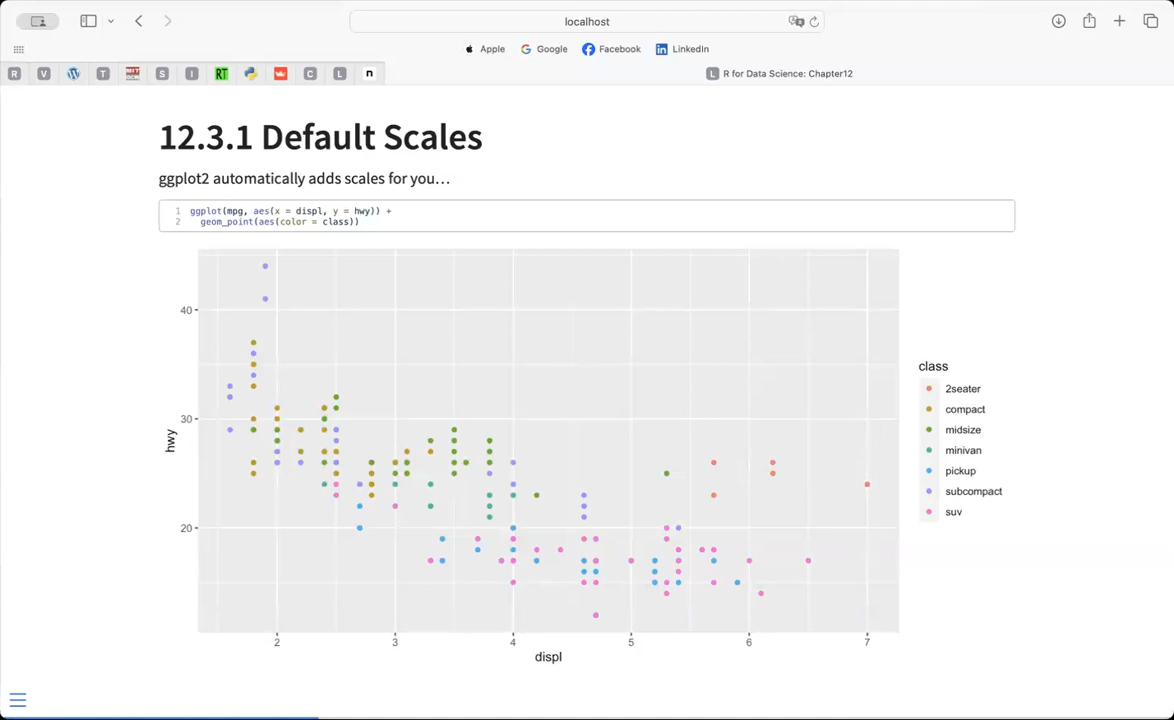 localhost
Apple
Google
Facebook
LinkedIn
R
V
T
S
I
RT
C
L
n
L R for Data Science: Chapter12
12.3.1 Default Scales
ggplot2 automatically adds scales for you…
1 ggplot(mpg, aes(x = displ, y = hwy)) +
2 geom_point(aes(color = class))
40
30
20
hwy
2 3 4 5 6 7
displ
class
2seater
compact
midsize
minivan
pickup
subcompact
suv